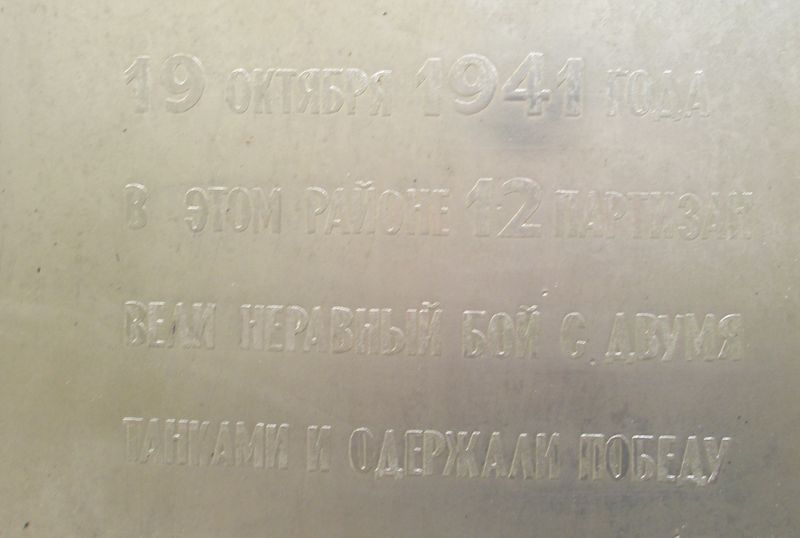 19 ОКТЯБРЯ 1941 ГОДА
В ЭТОМ РАЙОНЕ 12 ПАРТИЗАН
ВЕЛИ НЕРАВНЫЙ БОЙ С ДВУМЯ
ТАНКАМИ И ОДЕРЖАЛИ ПОБЕДУ